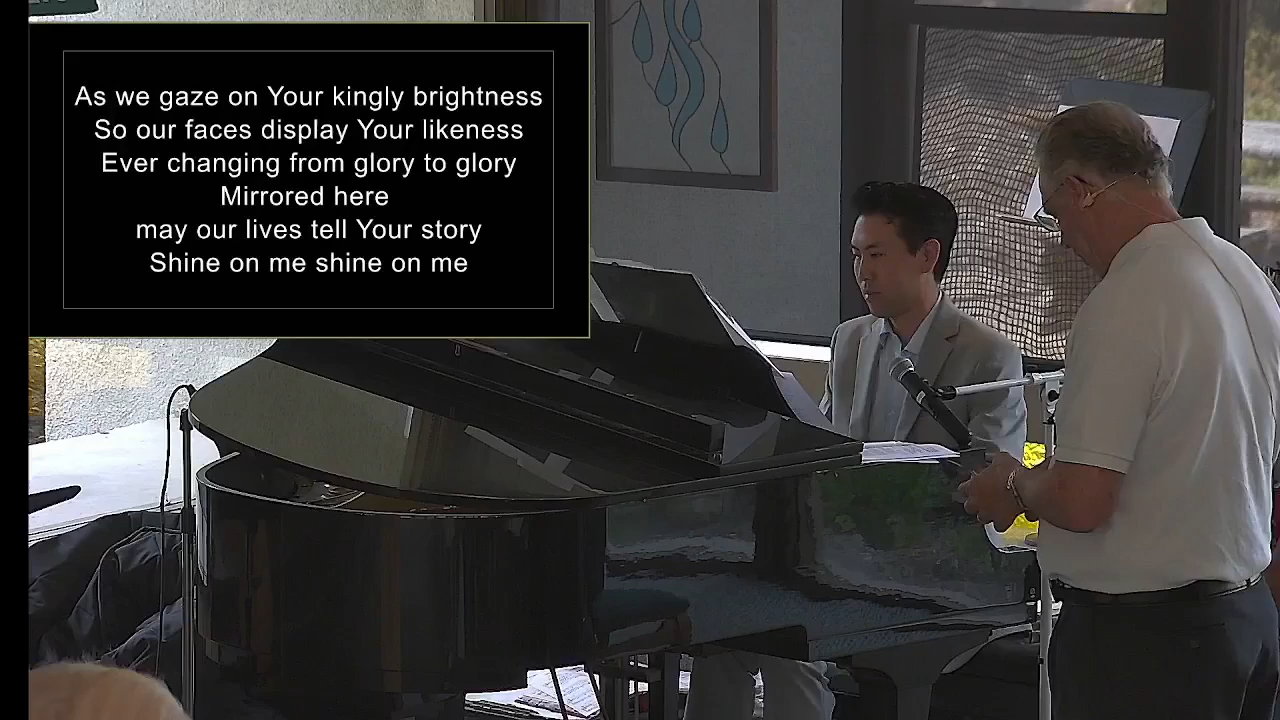 As we gaze on Your kingly brightness
So our faces display Your likeness
Ever changing from glory to glory
Mirrored here
may our lives tell Your story
Shine on me shine on me